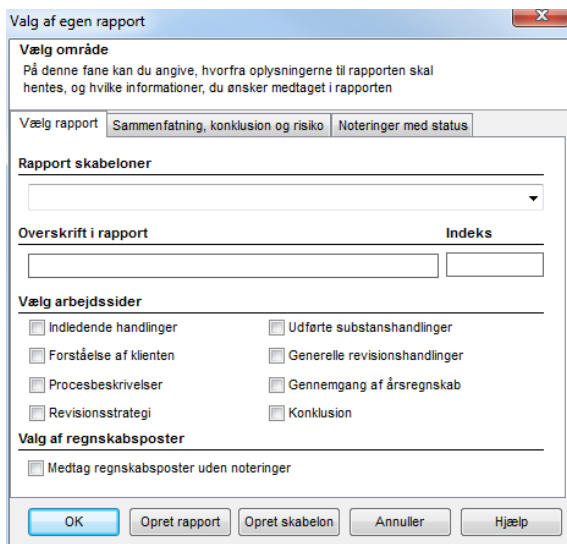 Valg af egen rapport
Vælg område
På denne fane kan du angive, hvorfra oplysningerne til rapporten skal
hentes, og hvilke informationer, du ønsker medtaget i rapporten
Vælg rapport Sammenfatning, konklusion og risiko Noteringer med status
Rapport skabeloner
Overskrift i rapport Indeks
Vælg arbejdssider
Indledende handlinger Udførte substanshandlinger
Forståelse af klienten Generelle revisionshandlinger
Procesbeskrivelser Gennemgang af årsregnskab
Revisionsstrategi Konklusion
Valg af regnskabsposter
Medtag regnskabsposter uden noteringer
OK Opret rapport Opret skabelon Annuller Hjælp